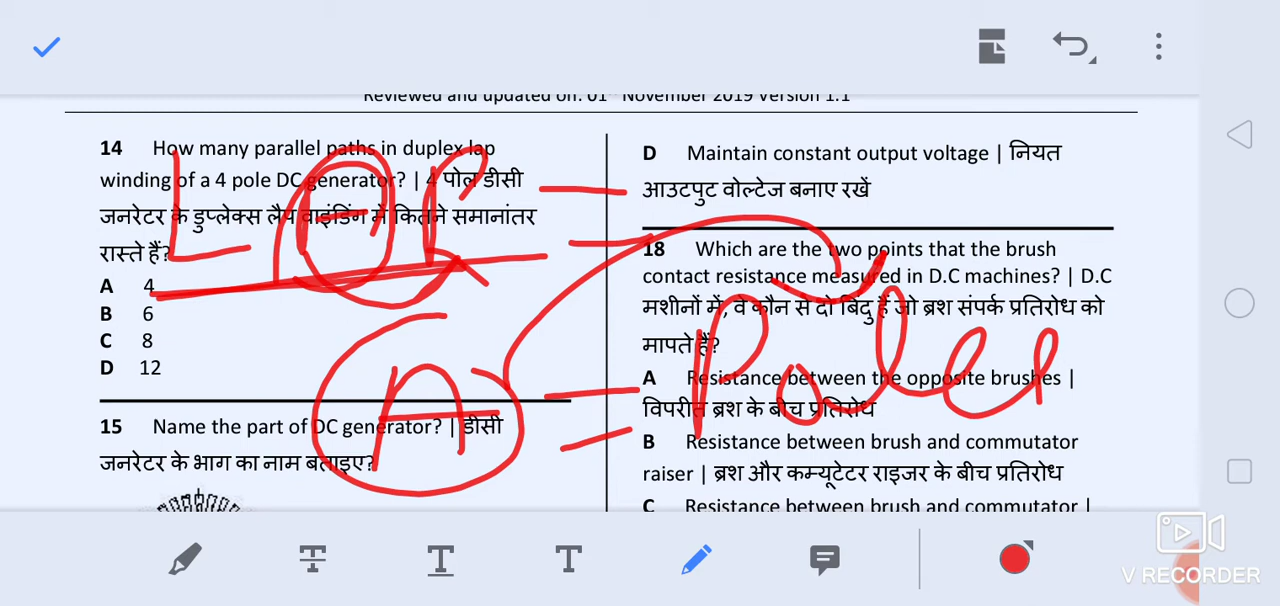 Reviewed and updated on: 01 November 2019 Version 1.1
14 How many parallel paths in duplex lap
winding of a 4 pole DC generator? | 4 पोल डीसी
जनरेटर के डुप्लेक्स लैप वाइंडिंग में कितने समानांतर
रास्ते हैं?
A 4
B 6
C 8
D 12
15 Name the part of DC generator? | डीसी
जनरेटर के भाग का नाम बताइए?
D Maintain constant output voltage | नियत
आउटपुट वोल्टेज बनाए रखें
18 Which are the two points that the brush
contact resistance measured in D.C machines? | D.C
मशीनों में, वे कौन से दो बिंदु हैं जो ब्रश संपर्क प्रतिरोध को
मापते हैं?
A Resistance between the opposite brushes |
विपरीत ब्रश के बीच प्रतिरोध
B Resistance between brush and commutator
raiser | ब्रश और कम्यूटेटर राइजर के बीच प्रतिरोध
C Resistance between brush and commutator |
A = Poles
V RECORDER